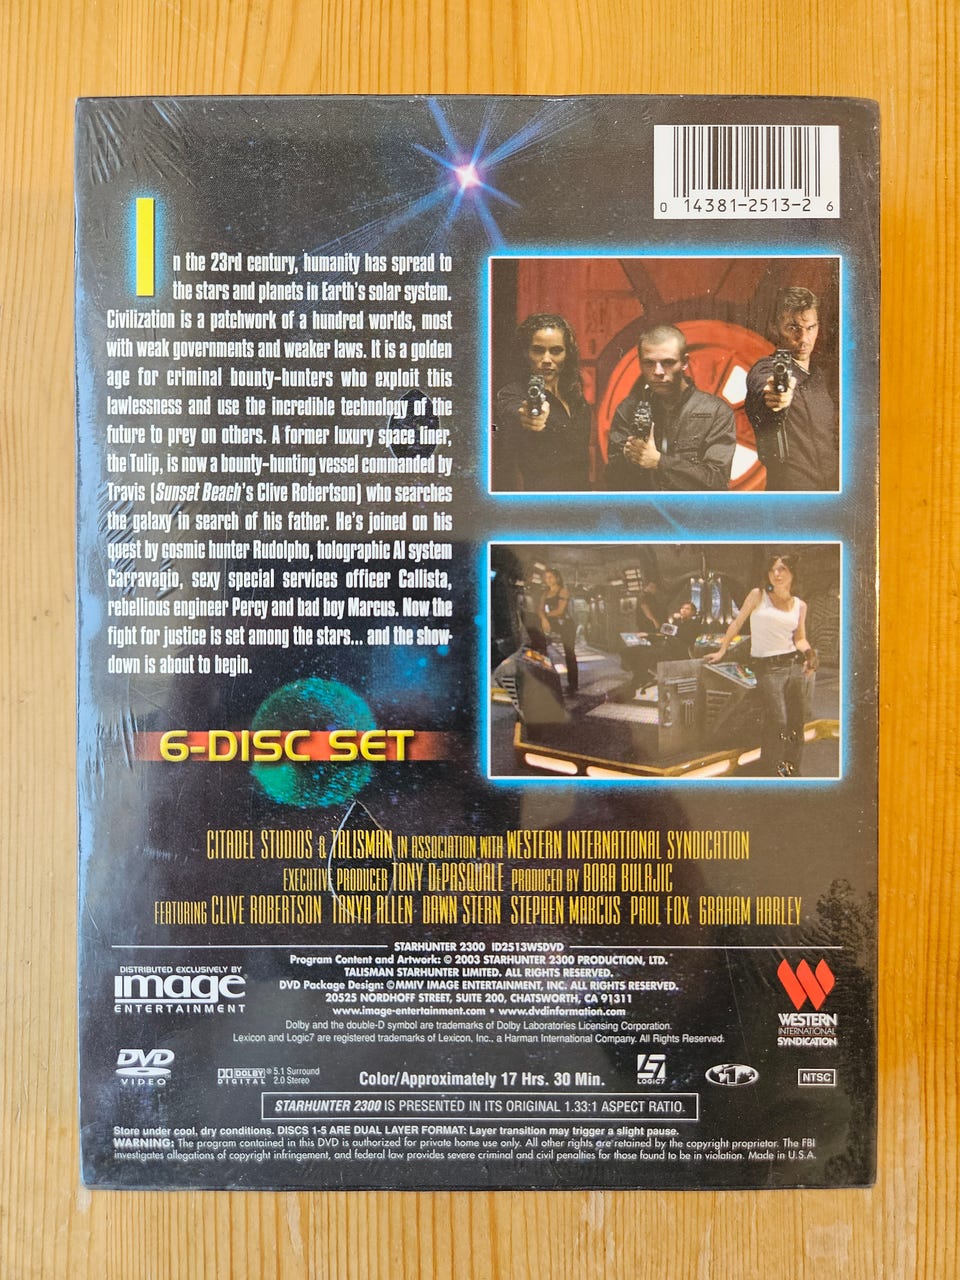 0 14381-2513-2 6
In the 23rd century, humanity has spread to
the stars and planets in Earth's solar system.
Civilization is a patchwork of a hundred worlds, most
with weak governments and weaker laws. It is a golden
age for criminal bounty-hunters who exploit this
lawlessness and use the incredible technology of the
future to prey on others. A former luxury space liner,
the Tulip, is now a bounty-hunting vessel commanded by
Travis (Sunset Beach's Clive Robertson) who searches
the galaxy in search of his father. He's joined on his
quest by cosmic hunter Rudolpho, holographic AI system
Carravagio, sexy special services officer Callista,
rebellious engineer Percy and bad boy Marcus. Now the
fight for justice is set among the stars... and the show-
down is about to begin.
6-DISC SET
CITADEL STUDIOS & TALISMAN IN ASSOCIATION WITH WESTERN INTERNATIONAL SYNDICATION
EXECUTIVE PRODUCER TONY DePASQUALE PRODUCED BY BORA BULAJIC
FEATURING CLIVE ROBERTSON TANYA ALLEN DAWN STERN STEPHEN MARCUS PAUL FOX GRAHAM HARLEY
STARHUNTER 2300 ID2513WSDVD
Program Content and Artwork: © 2003 STARHUNTER 2300 PRODUCTION, LTD.
TALISMAN STARHUNTER LIMITED. ALL RIGHTS RESERVED.
DVD Package Design: ©MMIV IMAGE ENTERTAINMENT, INC. ALL RIGHTS RESERVED.
20525 NORDHOFF STREET, SUITE 200, CHATSWORTH, CA 91311
www.image-entertainment.com • www.dvdinformation.com
Dolby and the double-D symbol are trademarks of Dolby Laboratories Licensing Corporation.
Lexicon and Logic7 are registered trademarks of Lexicon, Inc., a Harman International Company. All Rights Reserved.
DISTRIBUTED EXCLUSIVELY BY
image
ENTERTAINMENT
WESTERN
INTERNATIONAL
SYNDICATION
DVD
VIDEO
DOLBY
DIGITAL
5.1 Surround
2.0 Stereo
Color/Approximately 17 Hrs. 30 Min.
LOGIC7
NTSC
STARHUNTER 2300 IS PRESENTED IN ITS ORIGINAL 1.33:1 ASPECT RATIO.
Store under cool, dry conditions. DISCS 1-5 ARE DUAL LAYER FORMAT: Layer transition may trigger a slight pause.
WARNING: The program contained in this DVD is authorized for private home use only. All other rights are retained by the copyright proprietor. The FBI
investigates allegations of copyright infringement, and federal law provides severe criminal and civil penalties for those found to be in violation. Made in U.S.A.